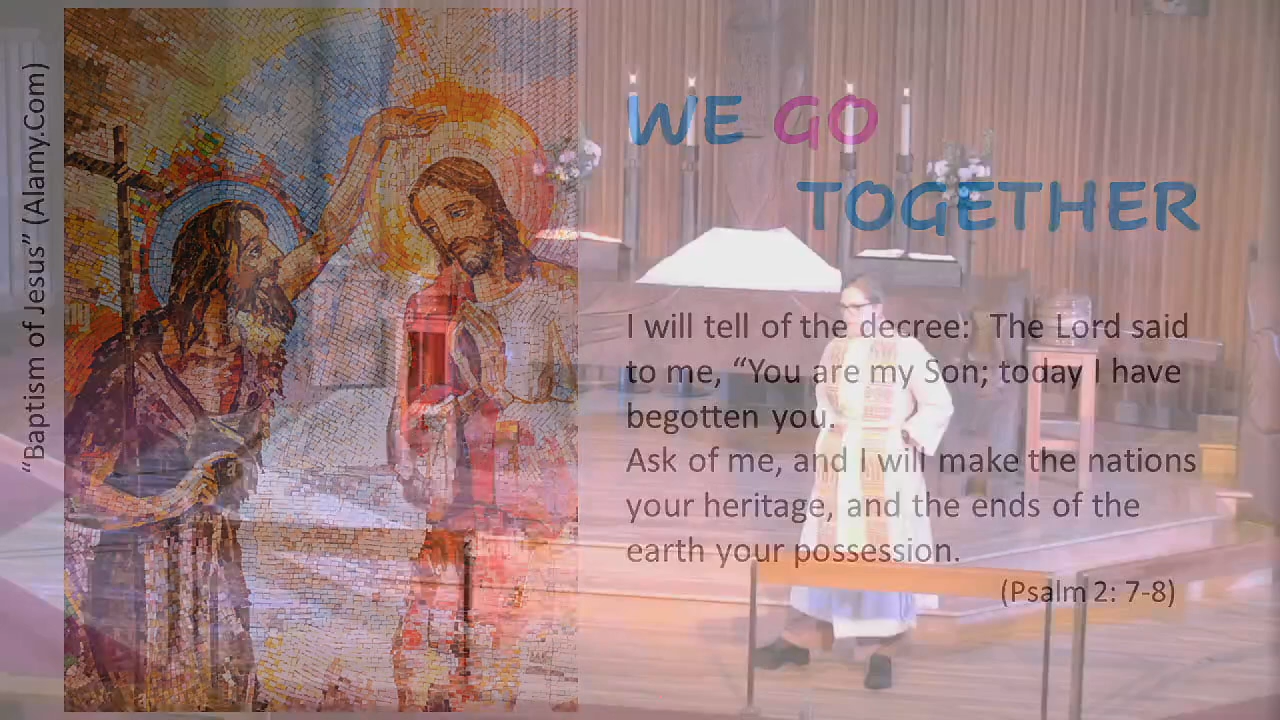 "Baptism of Jesus" (Alamy.Com)
WE GO
TOGETHER
I will tell of the decree:  The Lord said
to me, “You are my Son; today I have
begotten you.
Ask of me, and I will make the nations
your heritage, and the ends of the
earth your possession.
(Psalm 2: 7-8)